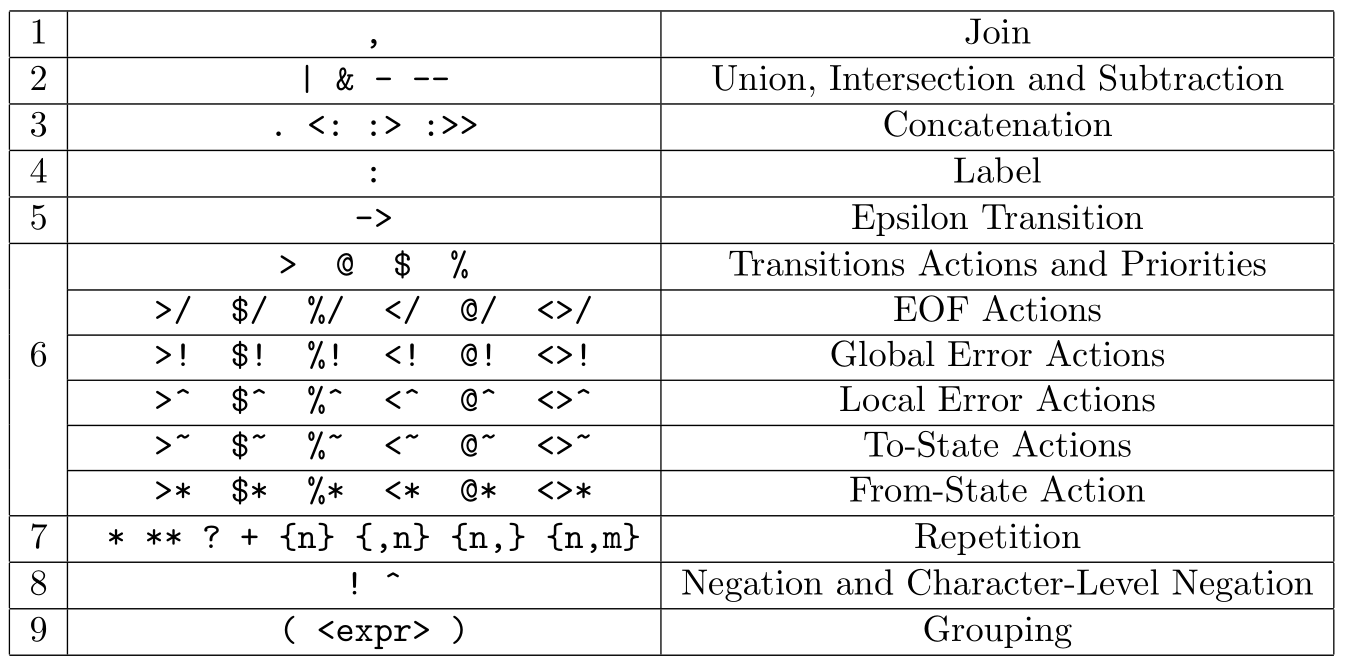 1 , Join
2 | & - -- Union, Intersection and Subtraction
3 . <: :> :>> Concatenation
4 : Label
5 -> Epsilon Transition
> @ $ % Transitions Actions and Priorities
>/ $/ %/ </ @/ <>/ EOF Actions
6 >! $! %! <! @! <>! Global Error Actions
>^ $^ %^ <^ @^ <>^ Local Error Actions
>~ $~ %~ <~ @~ <>~ To-State Actions
>* $* %* <* @* <>* From-State Action
7 * ** ? + {n} {,n} {n,} {n,m} Repetition
8 ! ^ Negation and Character-Level Negation
9 ( <expr> ) Grouping